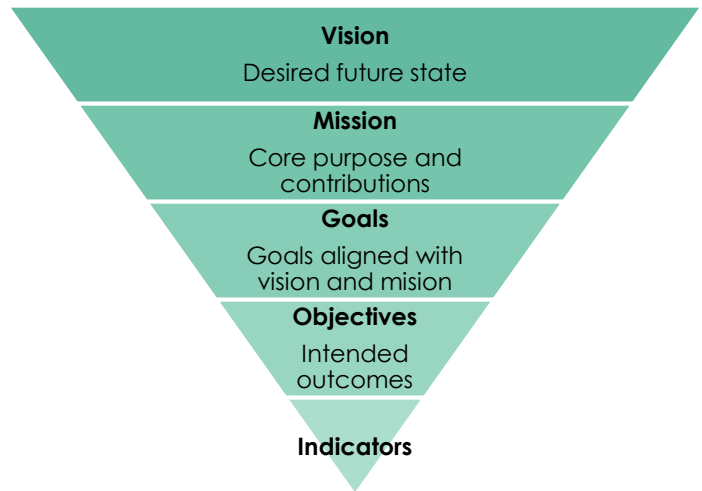 Vision
Desired future state
Mission
Core purpose and
contributions
Goals
Goals aligned with
vision and mision
Objectives
Intended
outcomes
Indicators